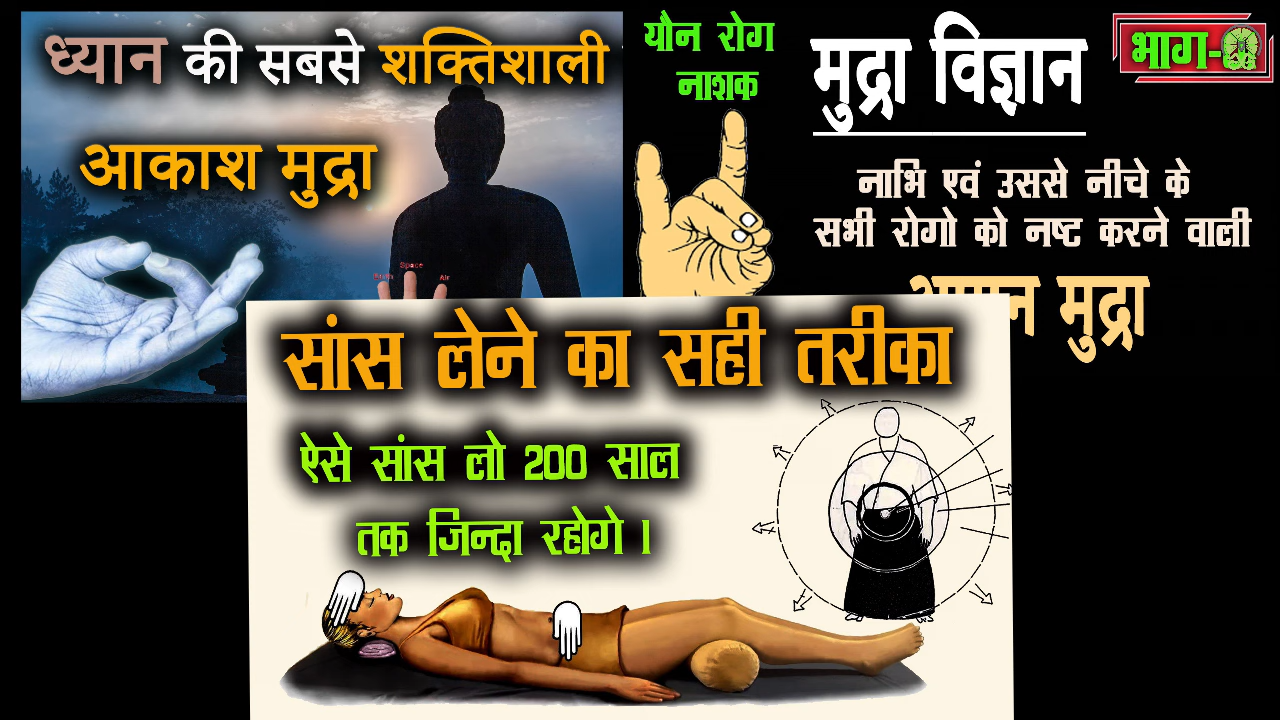 ध्यान की सबसे शक्तिशाली
आकाश मुद्रा
Space
Air
यौन रोग
नाशक
मुद्रा विज्ञान
भाग-
नाभि एवं उससे नीचे के
सभी रोगो को नष्ट करने वाली
मुद्रा
सांस लेने का सही तरीका
ऐसे सांस लो 200 साल
तक जिन्दा रहोगे ।